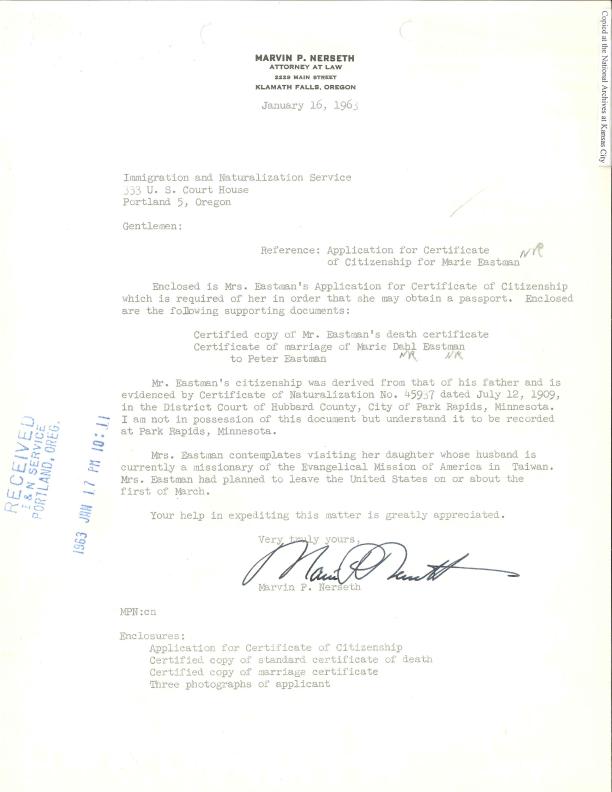 Copied at the National Archives at Kansas City
MARVIN P. NERSETH
ATTORNEY AT LAW
2229 MAIN STREET
KLAMATH FALLS, OREGON
January 16, 1963
Immigration and Naturalization Service
333 U. S. Court House
Portland 5, Oregon
Gentlemen:
Reference: Application for Certificate
of Citizenship for Marie Eastman
NR
Enclosed is Mrs. Eastman's Application for Certificate of Citizenship
which is required of her in order that she may obtain a passport. Enclosed
are the following supporting documents:
Certified copy of Mr. Eastman's death certificate
Certificate of marriage of Marie Dahl Eastman
to Peter Eastman
NR NR
Mr. Eastman's citizenship was derived from that of his father and is
evidenced by Certificate of Naturalization No. 45937 dated July 12, 1909,
in the District Court of Hubbard County, City of Park Rapids, Minnesota.
I am not in possession of this document but understand it to be recorded
at Park Rapids, Minnesota.
Mrs. Eastman contemplates visiting her daughter whose husband is
currently a missionary of the Evangelical Mission of America in Taiwan.
Mrs. Eastman had planned to leave the United States on or about the
first of March.
Your help in expediting this matter is greatly appreciated.
Very truly yours,
Marvin P. Nerseth
Marvin P. Nerseth
MPN:cn
Enclosures:
Application for Certificate of Citizenship
Certified copy of standard certificate of death
Certified copy of marriage certificate
Three photographs of applicant
RECEIVED
I & N SERVICE
PORTLAND, OREG.
1963 JAN 17 PM 10:11